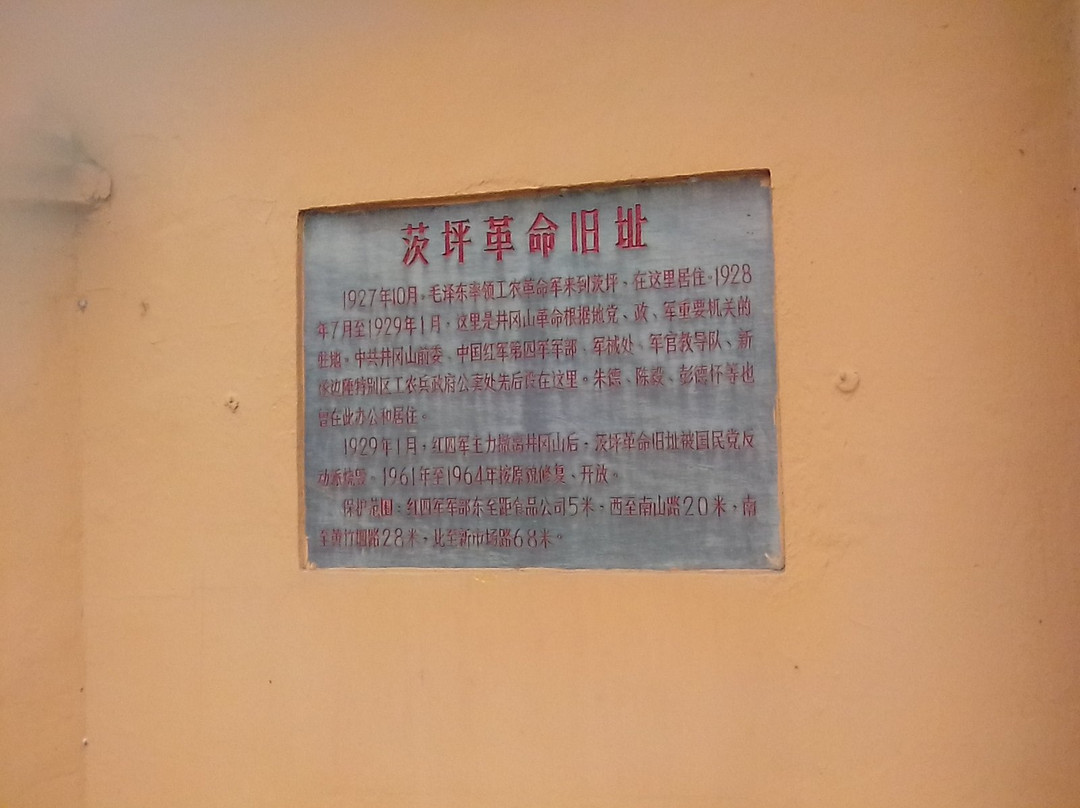 茨坪革命旧址
1927年10月，毛泽东率领工农革命军来到茨坪，在这里居住。1928
年7月至1929年1月，这里是井冈山革命根据地党、政、军重要机关的
驻地。中共井冈山前委、中国红军第四军军部、军械处、军官教导队、新
遂边陲特别区工农兵政府公卖处先后设在这里。朱德、陈毅、彭德怀等也
曾在此办公和居住。
1929年1月，红四军主力撤离井冈山后，茨坪革命旧址被国民党反
动派烧毁。1961年至1964年按原貌修复、开放。
保护范围：红四军军部东至距食品公司5米，西至南山路20米，南
至黄竹坳路28米，北至新市场路68米。